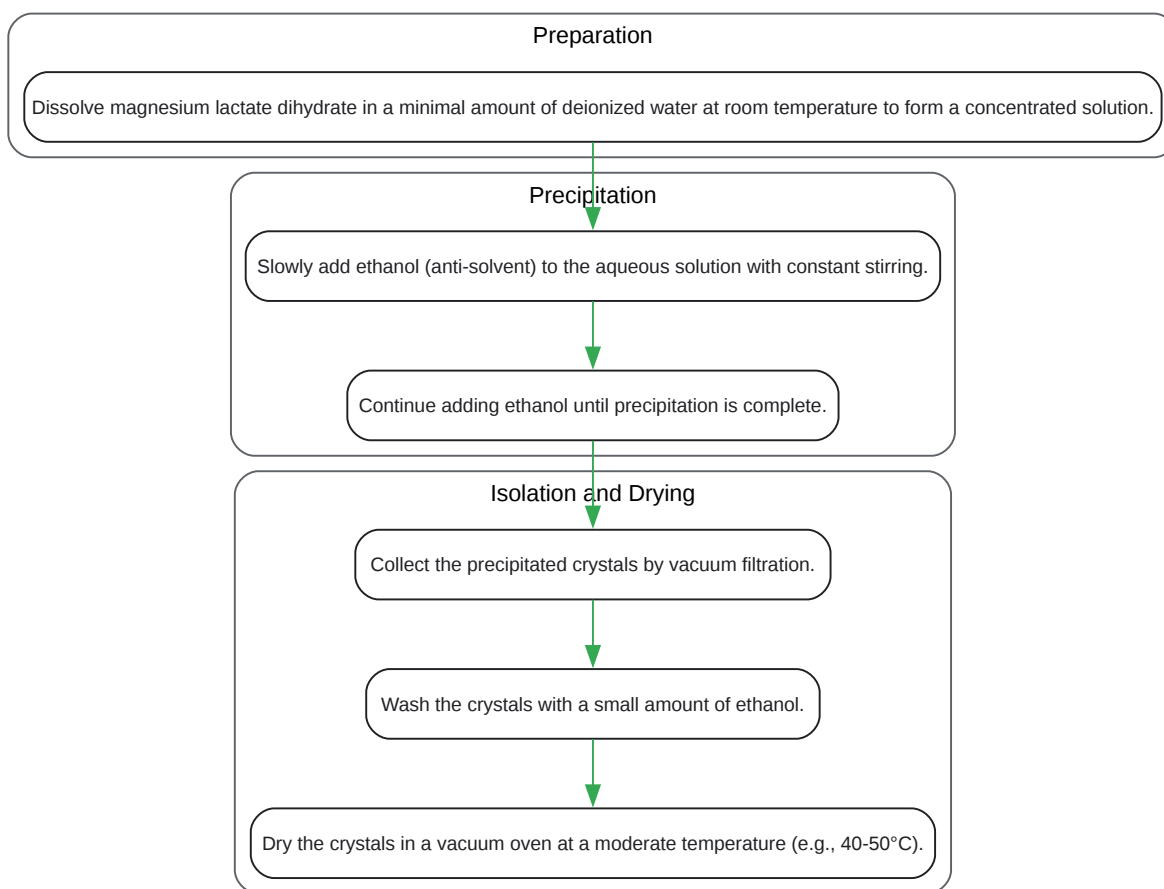 Preparation
Dissolve magnesium lactate dihydrate in a minimal amount of deionized water at room temperature to form a concentrated solution.
Precipitation
Slowly add ethanol (anti-solvent) to the aqueous solution with constant stirring.
Continue adding ethanol until precipitation is complete.
Isolation and Drying
Collect the precipitated crystals by vacuum filtration.
Wash the crystals with a small amount of ethanol.
Dry the crystals in a vacuum oven at a moderate temperature (e.g., 40-50°C).